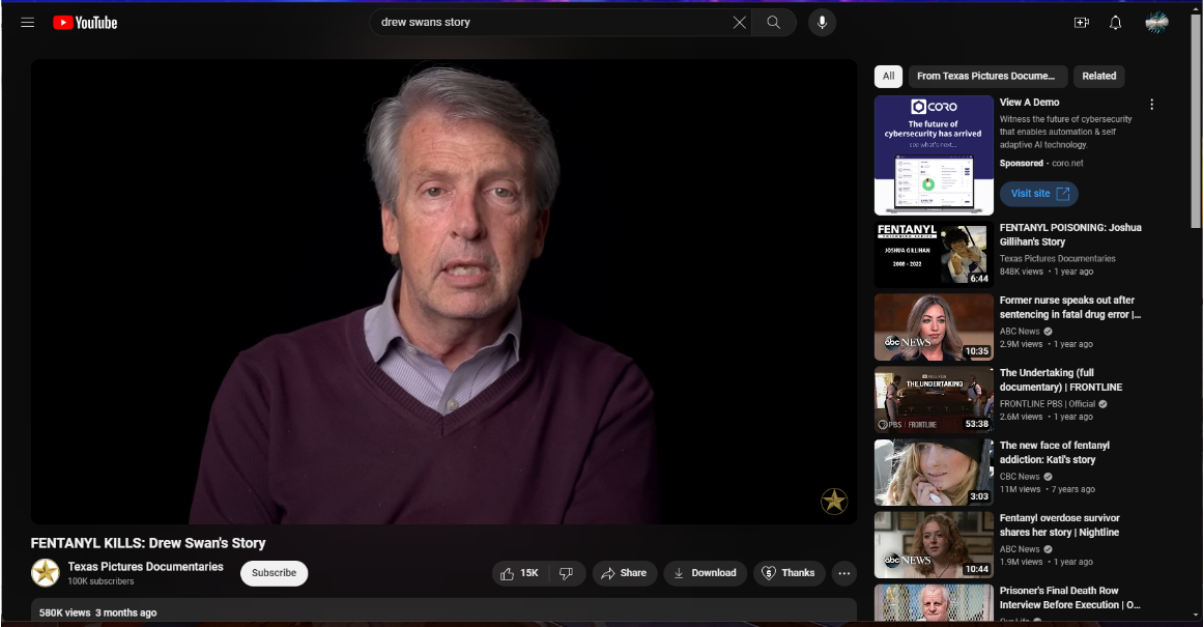 YouTube
drew swans story
All
From Texas Pictures Docume...
Related
CORO
The future of
cybersecurity has arrived
see what's next...
View A Demo
Witness the future of cybersecurity
that enables automation & self
adaptive AI technology.
Sponsored · coro.net
Visit site
FENTANYL
JOSHUA GILLIHAN
2008 - 2022
6:44
FENTANYL POISONING: Joshua
Gillihan's Story
Texas Pictures Documentaries
848K views • 1 year ago
abc NEWS
10:35
Former nurse speaks out after
sentencing in fatal drug error |...
ABC News
2.9M views • 1 year ago
THE UNDERTAKING
PBS | FRONTLINE
53:38
The Undertaking (full
documentary) | FRONTLINE
FRONTLINE PBS | Official
2.6M views • 1 year ago
3:03
The new face of fentanyl
addiction: Kati's story
CBC News
11M views • 7 years ago
abc NEWS
10:44
Fentanyl overdose survivor
shares her story | Nightline
ABC News
1.9M views • 1 year ago
Prisoner's Final Death Row
Interview Before Execution | O...
FENTANYL KILLS: Drew Swan's Story
Texas Pictures Documentaries
100K subscribers
Subscribe
15K
Share
Download
Thanks
580K views 3 months ago